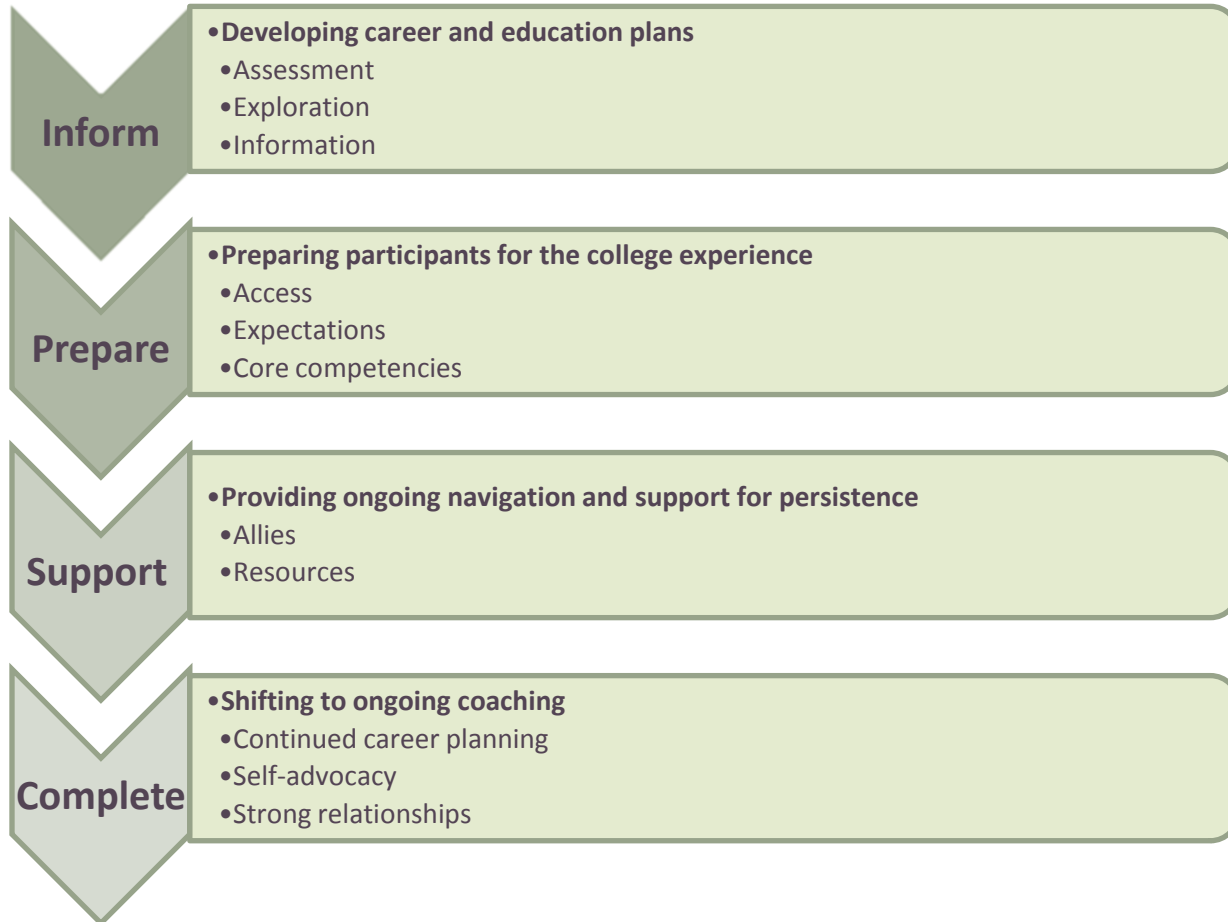 Inform
•Developing career and education plans
•Assessment
•Exploration
•Information
Prepare
•Preparing participants for the college experience
•Access
•Expectations
•Core competencies
Support
•Providing ongoing navigation and support for persistence
•Allies
•Resources
Complete
•Shifting to ongoing coaching
•Continued career planning
•Self-advocacy
•Strong relationships